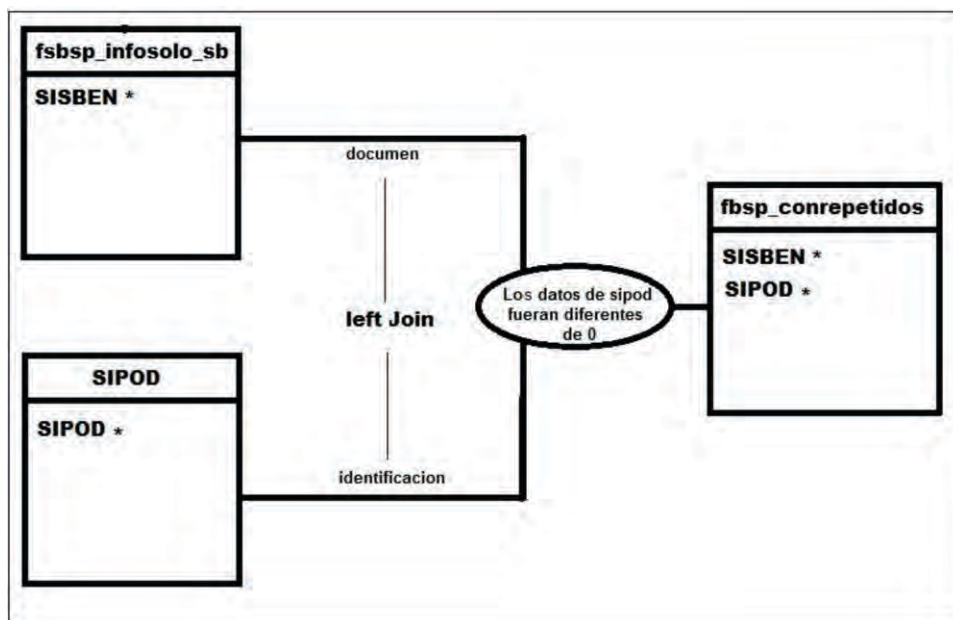 fsbsp_infosolo_sb
SISBEN *
documen
left Join
identificacion
SIPOD
SIPOD *
Los datos de sipod
fueran diferentes
de 0
fbsp_conrepetidos
SISBEN *
SIPOD *